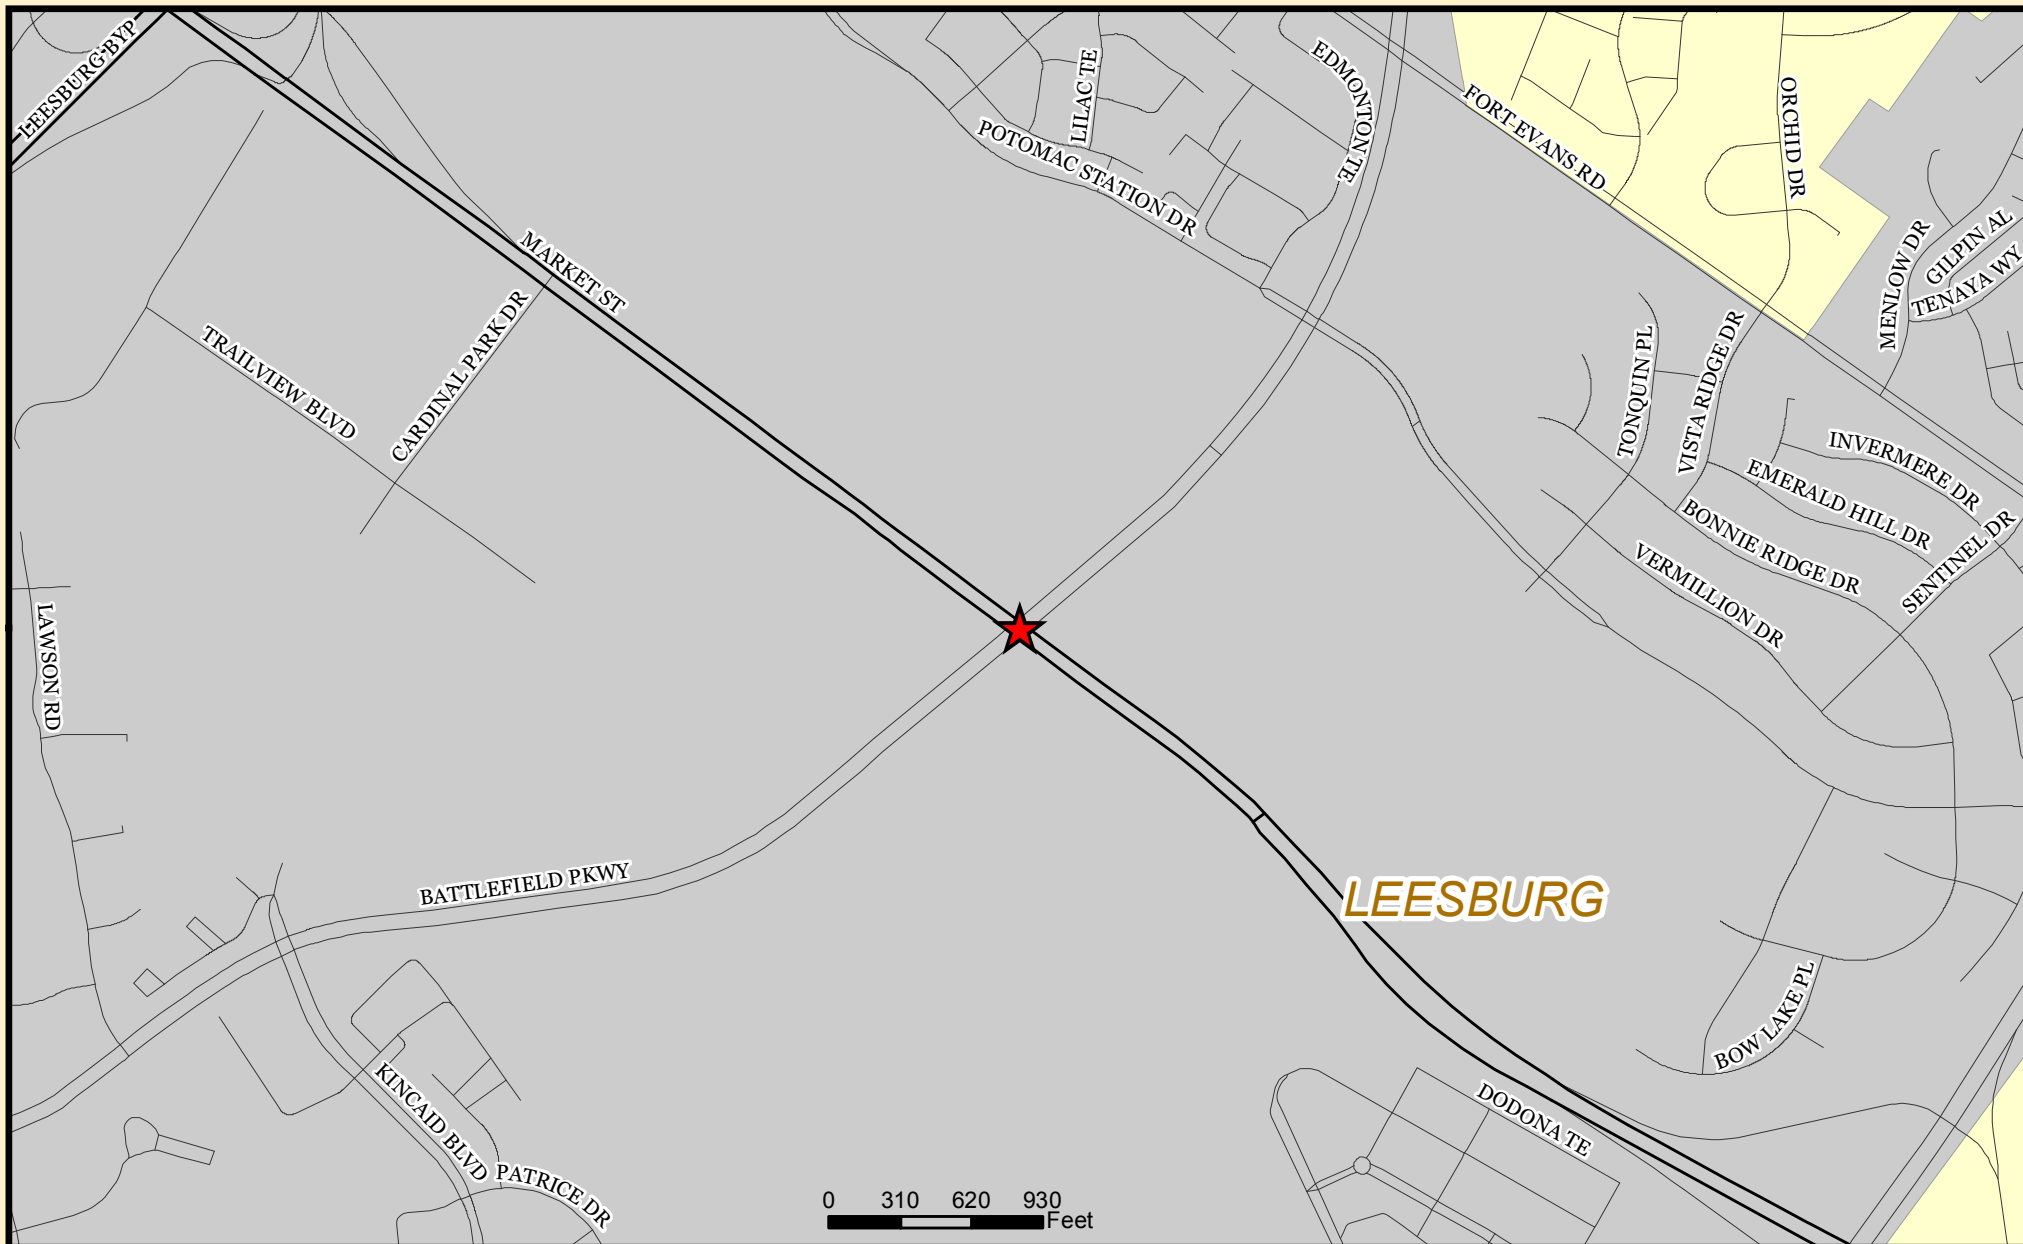 LEESBURG BYP
LILAC TE
EDMONTON TE
POTOMAC STATION DR
FORT EVANS RD
ORCHID DR
MENLOW DR
GILPIN AL
TENAYA WY
MARKET ST
CARDINAL PARK DR
TRAILVIEW BLVD
TONQUIN PL
VISTA RIDGE DR
INVERMERE DR
EMERALD HILL DR
BONNIE RIDGE DR
SENTINEL DR
VERMILLION DR
LAWSON RD
BATTLEFIELD PKWY
LEESBURG
BOW LAKE PL
KINCAID BLVD
DODONA TE
PATRICE DR
0 310 620 930
Feet